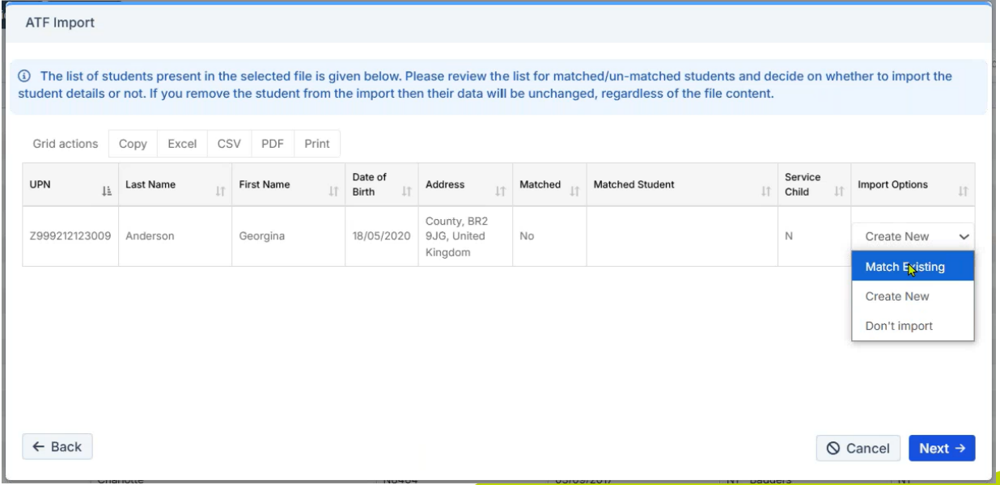 ATF Import
The list of students present in the selected file is given below. Please review the list for matched/un-matched students and decide on whether to import the
student details or not. If you remove the student from the import then their data will be unchanged, regardless of the file content.
Grid actions Copy Excel CSV PDF Print
UPN Last Name First Name Date of Birth Address Matched Matched Student Service Child Import Options
Z999212123009 Anderson Georgina 18/05/2020 County, BR2 9JG, United Kingdom No N Create New
Match Existing
Create New
Don't import
Back Cancel Next